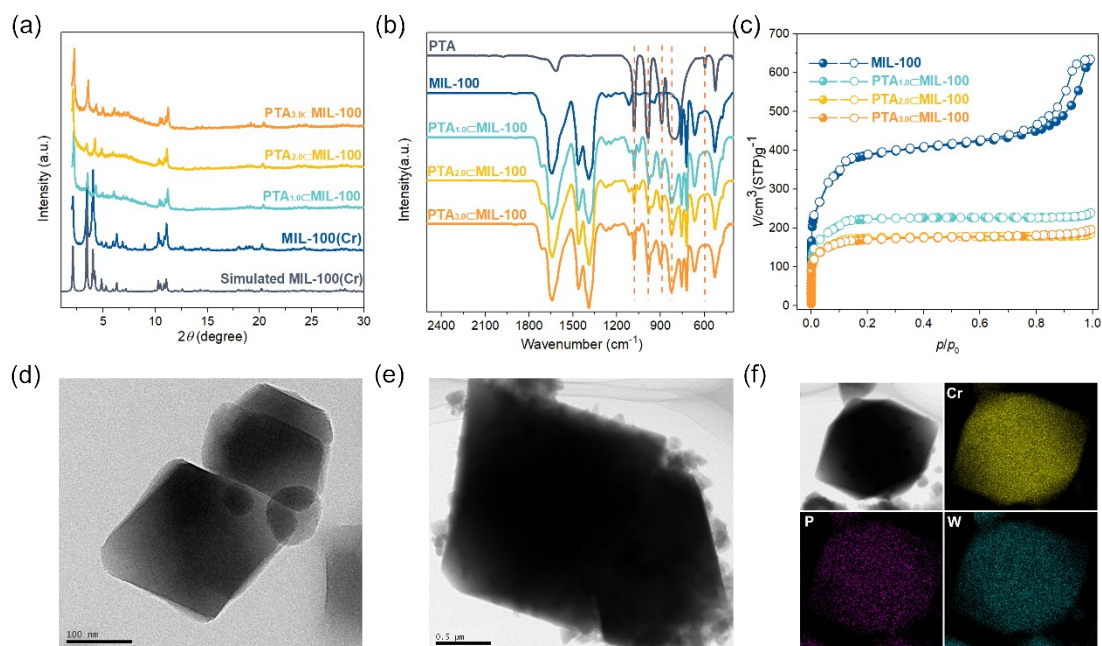 (a)
PTA3.0⊂MIL-100
PTA2.0⊂MIL-100
PTA1.0⊂MIL-100
MIL-100(Cr)
Simulated MIL-100(Cr)
Intensity (a.u.)
5 10 15 20 25 30
2θ(degree)
(b)
PTA
MIL-100
PTA1.0⊂MIL-100
PTA2.0⊂MIL-100
PTA3.0⊂MIL-100
Intensity(a.u.)
2400 2100 1800 1500 1200 900 600
Wavenumber (cm-1)
(c)
MIL-100
PTA1.0⊂MIL-100
PTA2.0⊂MIL-100
PTA3.0⊂MIL-100
V/cm3 (STP)g-1
700
600
500
400
300
200
100
0
0.0 0.2 0.4 0.6 0.8 1.0
p/p0
(d)
100 nm
(e)
0.5 μm
(f)
Cr
P
W